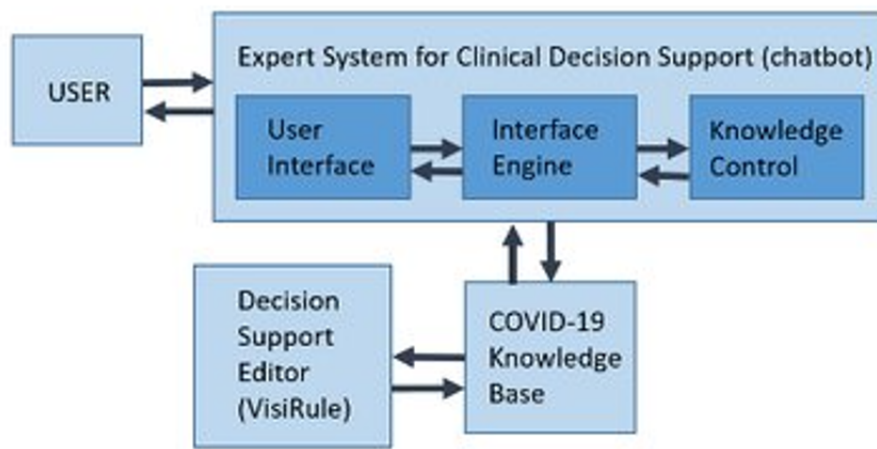 USER
Expert System for Clinical Decision Support (chatbot)
User
Interface
Interface
Engine
Knowledge
Control
Decision
Support
Editor
(VisiRule)
COVID-19
Knowledge
Base